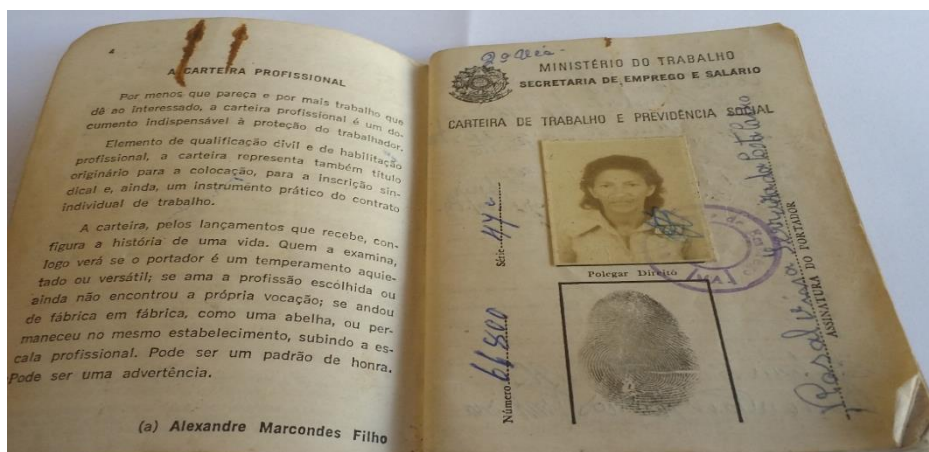 4
A CARTEIRA PROFISSIONAL
Por menos que pareça e por mais trabalho que
dê ao interessado, a carteira profissional é um do-
cumento indispensável à proteção do trabalhador.
Elemento de qualificação civil e de habilitação
profissional, a carteira representa também título
originário para a colocação, para a inscrição sin-
dical e, ainda, um instrumento prático do contrato
individual de trabalho.
A carteira, pelos lançamentos que recebe, con-
figura a história de uma vida. Quem a examina,
logo verá se o portador é um temperamento aquie-
tado ou versátil; se ama a profissão escolhida ou
ainda não encontrou a própria vocação; se andou
de fábrica em fábrica, como uma abelha, ou per-
maneceu no mesmo estabelecimento, subindo a es-
cala profissional. Pode ser um padrão de honra.
Pode ser uma advertência.
(a) Alexandre Marcondes Filho
2ª Via
MINISTÉRIO DO TRABALHO
SECRETARIA DE EMPREGO E SALÁRIO
CARTEIRA DE TRABALHO E PREVIDÊNCIA SOCIAL
Série
Polegar Direito
Número
ASSINATURA DO PORTADOR